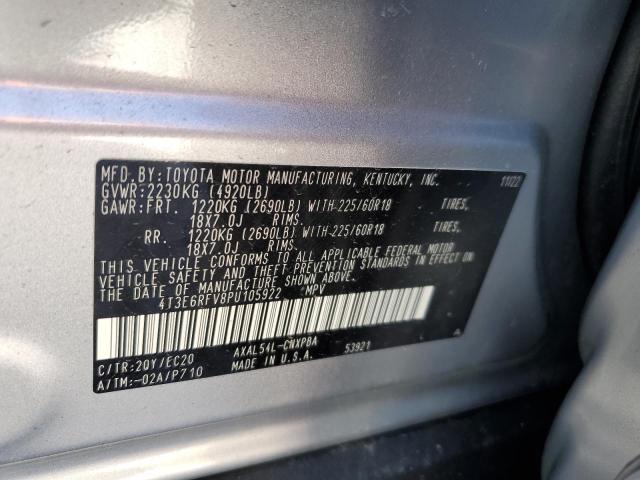 MFD. BY: TOYOTA MOTOR MANUFACTURING, KENTUCKY, INC. 11/22
GVWR: 2230KG (4920LB)
GAWR: FRT. 1220KG (2690LB) WITH 225/60R18 TIRES,
18X7.0J RIMS.
RR. 1220KG (2690LB) WITH 225/60R18 TIRES,
18X7.0J RIMS.
THIS VEHICLE CONFORMS TO ALL APPLICABLE FEDERAL MOTOR
VEHICLE SAFETY AND THEFT PREVENTION STANDARDS IN EFFECT ON
THE DATE OF MANUFACTURE SHOWN ABOVE.
4T3E6RFV8PU105922 MPV
C/TR: 20Y/EC20 AXAL54L-CNXPBA 53921 A
A/TM: -02A/P710 MADE IN U.S.A.